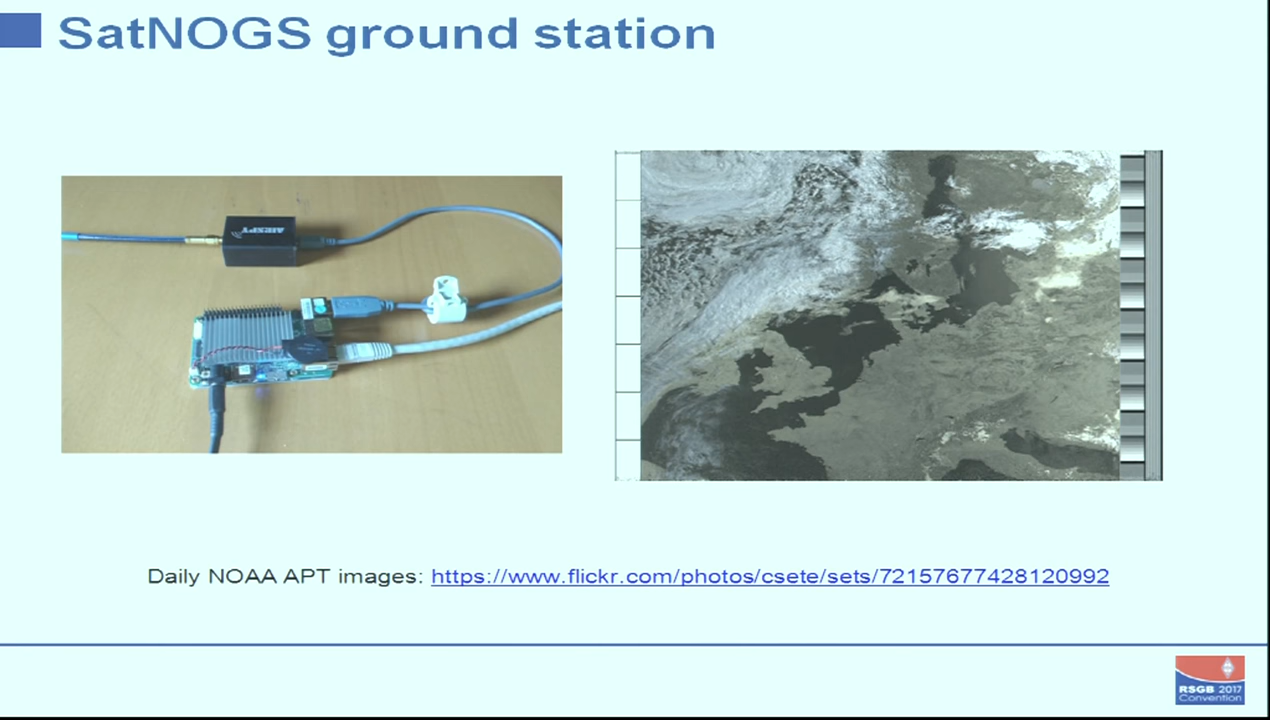 SatNOGS ground station
AIRSPY
Daily NOAA APT images: https://www.flickr.com/photos/csete/sets/72157677428120992
RSGB 2017
Convention